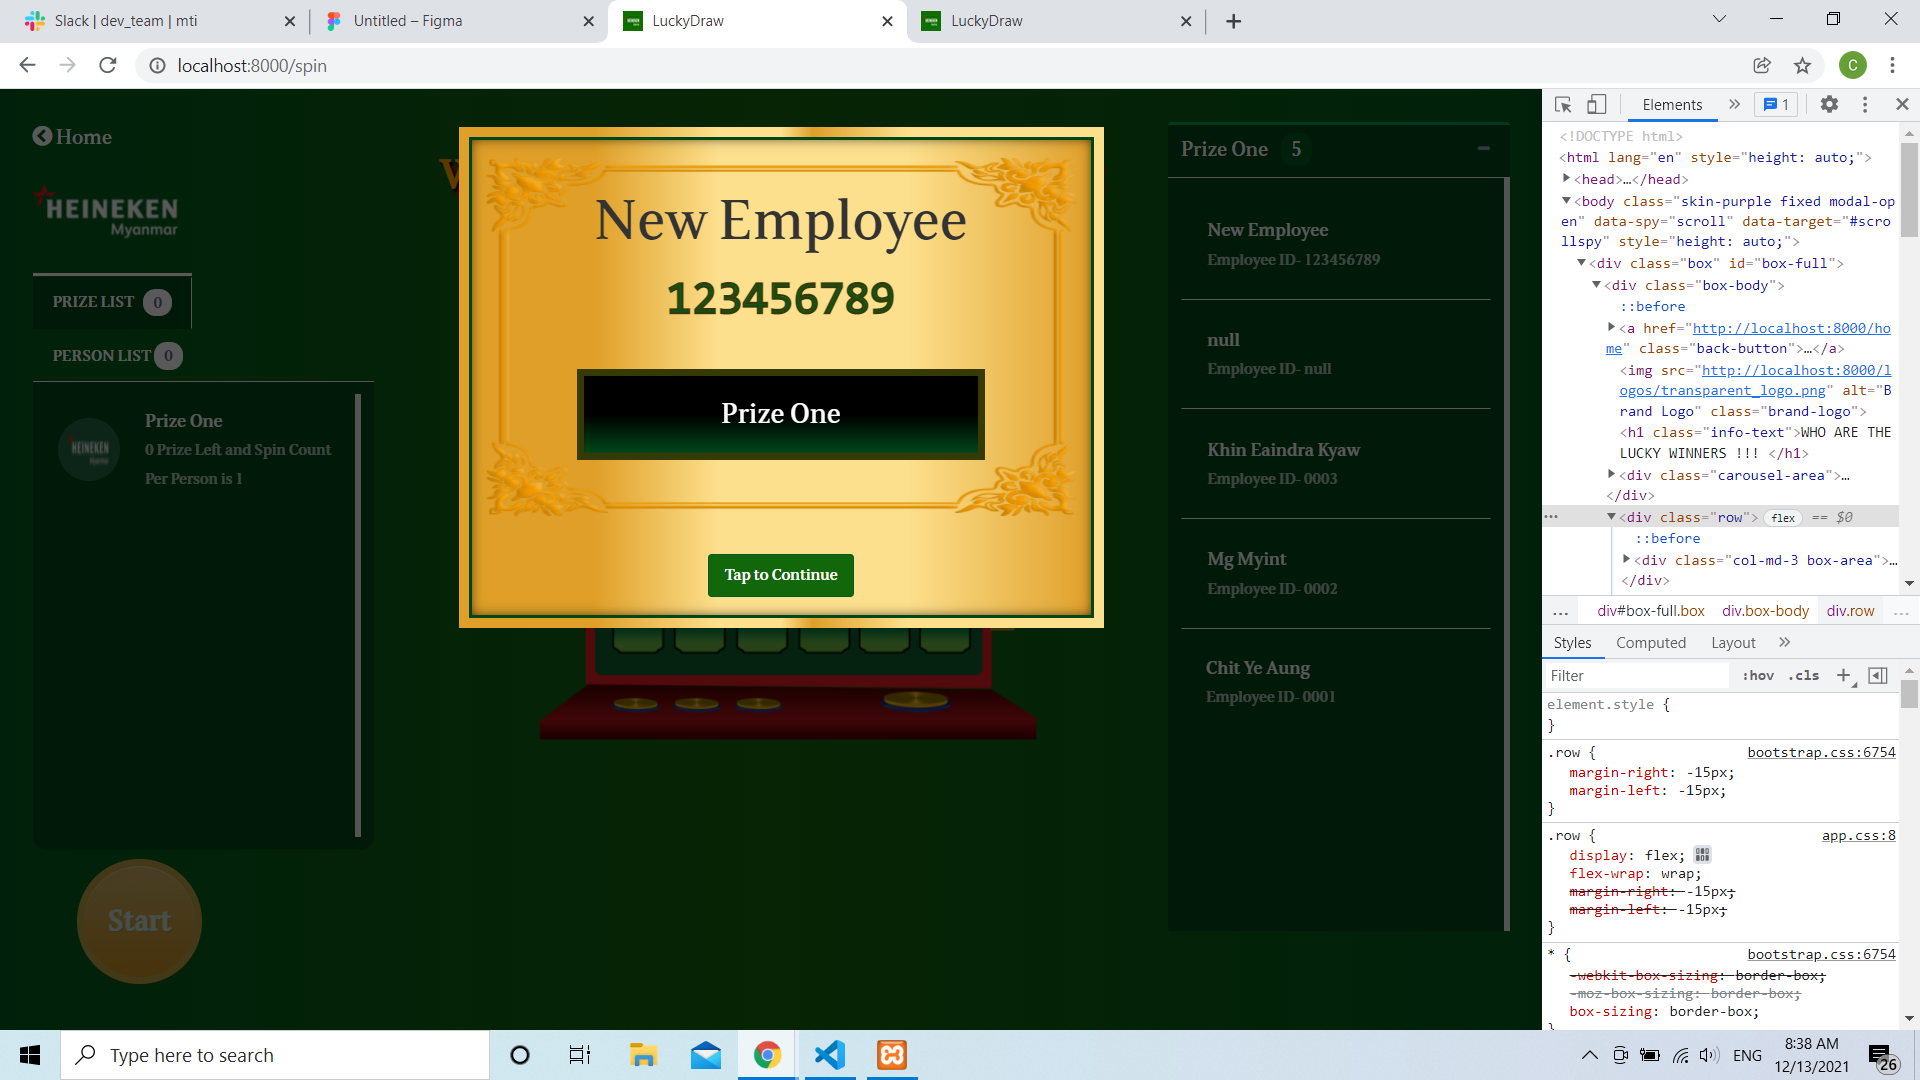 Slack | dev_team | mti
Untitled – Figma
LuckyDraw
LuckyDraw
localhost:8000/spin
C
Home
HEINEKEN
Myanmar
PRIZE LIST 0
PERSON LIST 0
HEINEKEN
Prize One
0 Prize Left and Spin Count
Per Person is 1
Start
W
New Employee
123456789
Prize One
Tap to Continue
Prize One 5
New Employee
Employee ID- 123456789
null
Employee ID- null
Khin Eaindra Kyaw
Employee ID- 0003
Mg Myint
Employee ID- 0002
Chit Ye Aung
Employee ID- 0001
Elements
1
<!DOCTYPE html>
<html lang="en" style="height: auto;">
<head>…</head>
<body class="skin-purple fixed modal-op
en" data-spy="scroll" data-target="#scro
llspy" style="height: auto;">
<div class="box" id="box-full">
<div class="box-body">
::before
<a href="http://localhost:8000/ho
me" class="back-button">…</a>
<img src="http://localhost:8000/l
ogos/transparent_logo.png" alt="B
rand Logo" class="brand-logo">
<h1 class="info-text">WHO ARE THE
LUCKY WINNERS !!! </h1>
<div class="carousel-area">…
</div>
<div class="row"> flex == $0
::before
<div class="col-md-3 box-area">…
</div>
... div#box-full.box div.box-body div.row ...
Styles Computed Layout
Filter :hov .cls
element.style {
}
.row { bootstrap.css:6754
margin-right: -15px;
margin-left: -15px;
}
.row { app.css:8
display: flex;
flex-wrap: wrap;
margin-right: -15px;
margin-left: -15px;
}
* { bootstrap.css:6754
-webkit-box-sizing: border-box;
-moz-box-sizing: border-box;
box-sizing: border-box;
}
Type here to search
ENG
8:38 AM
12/13/2021
26